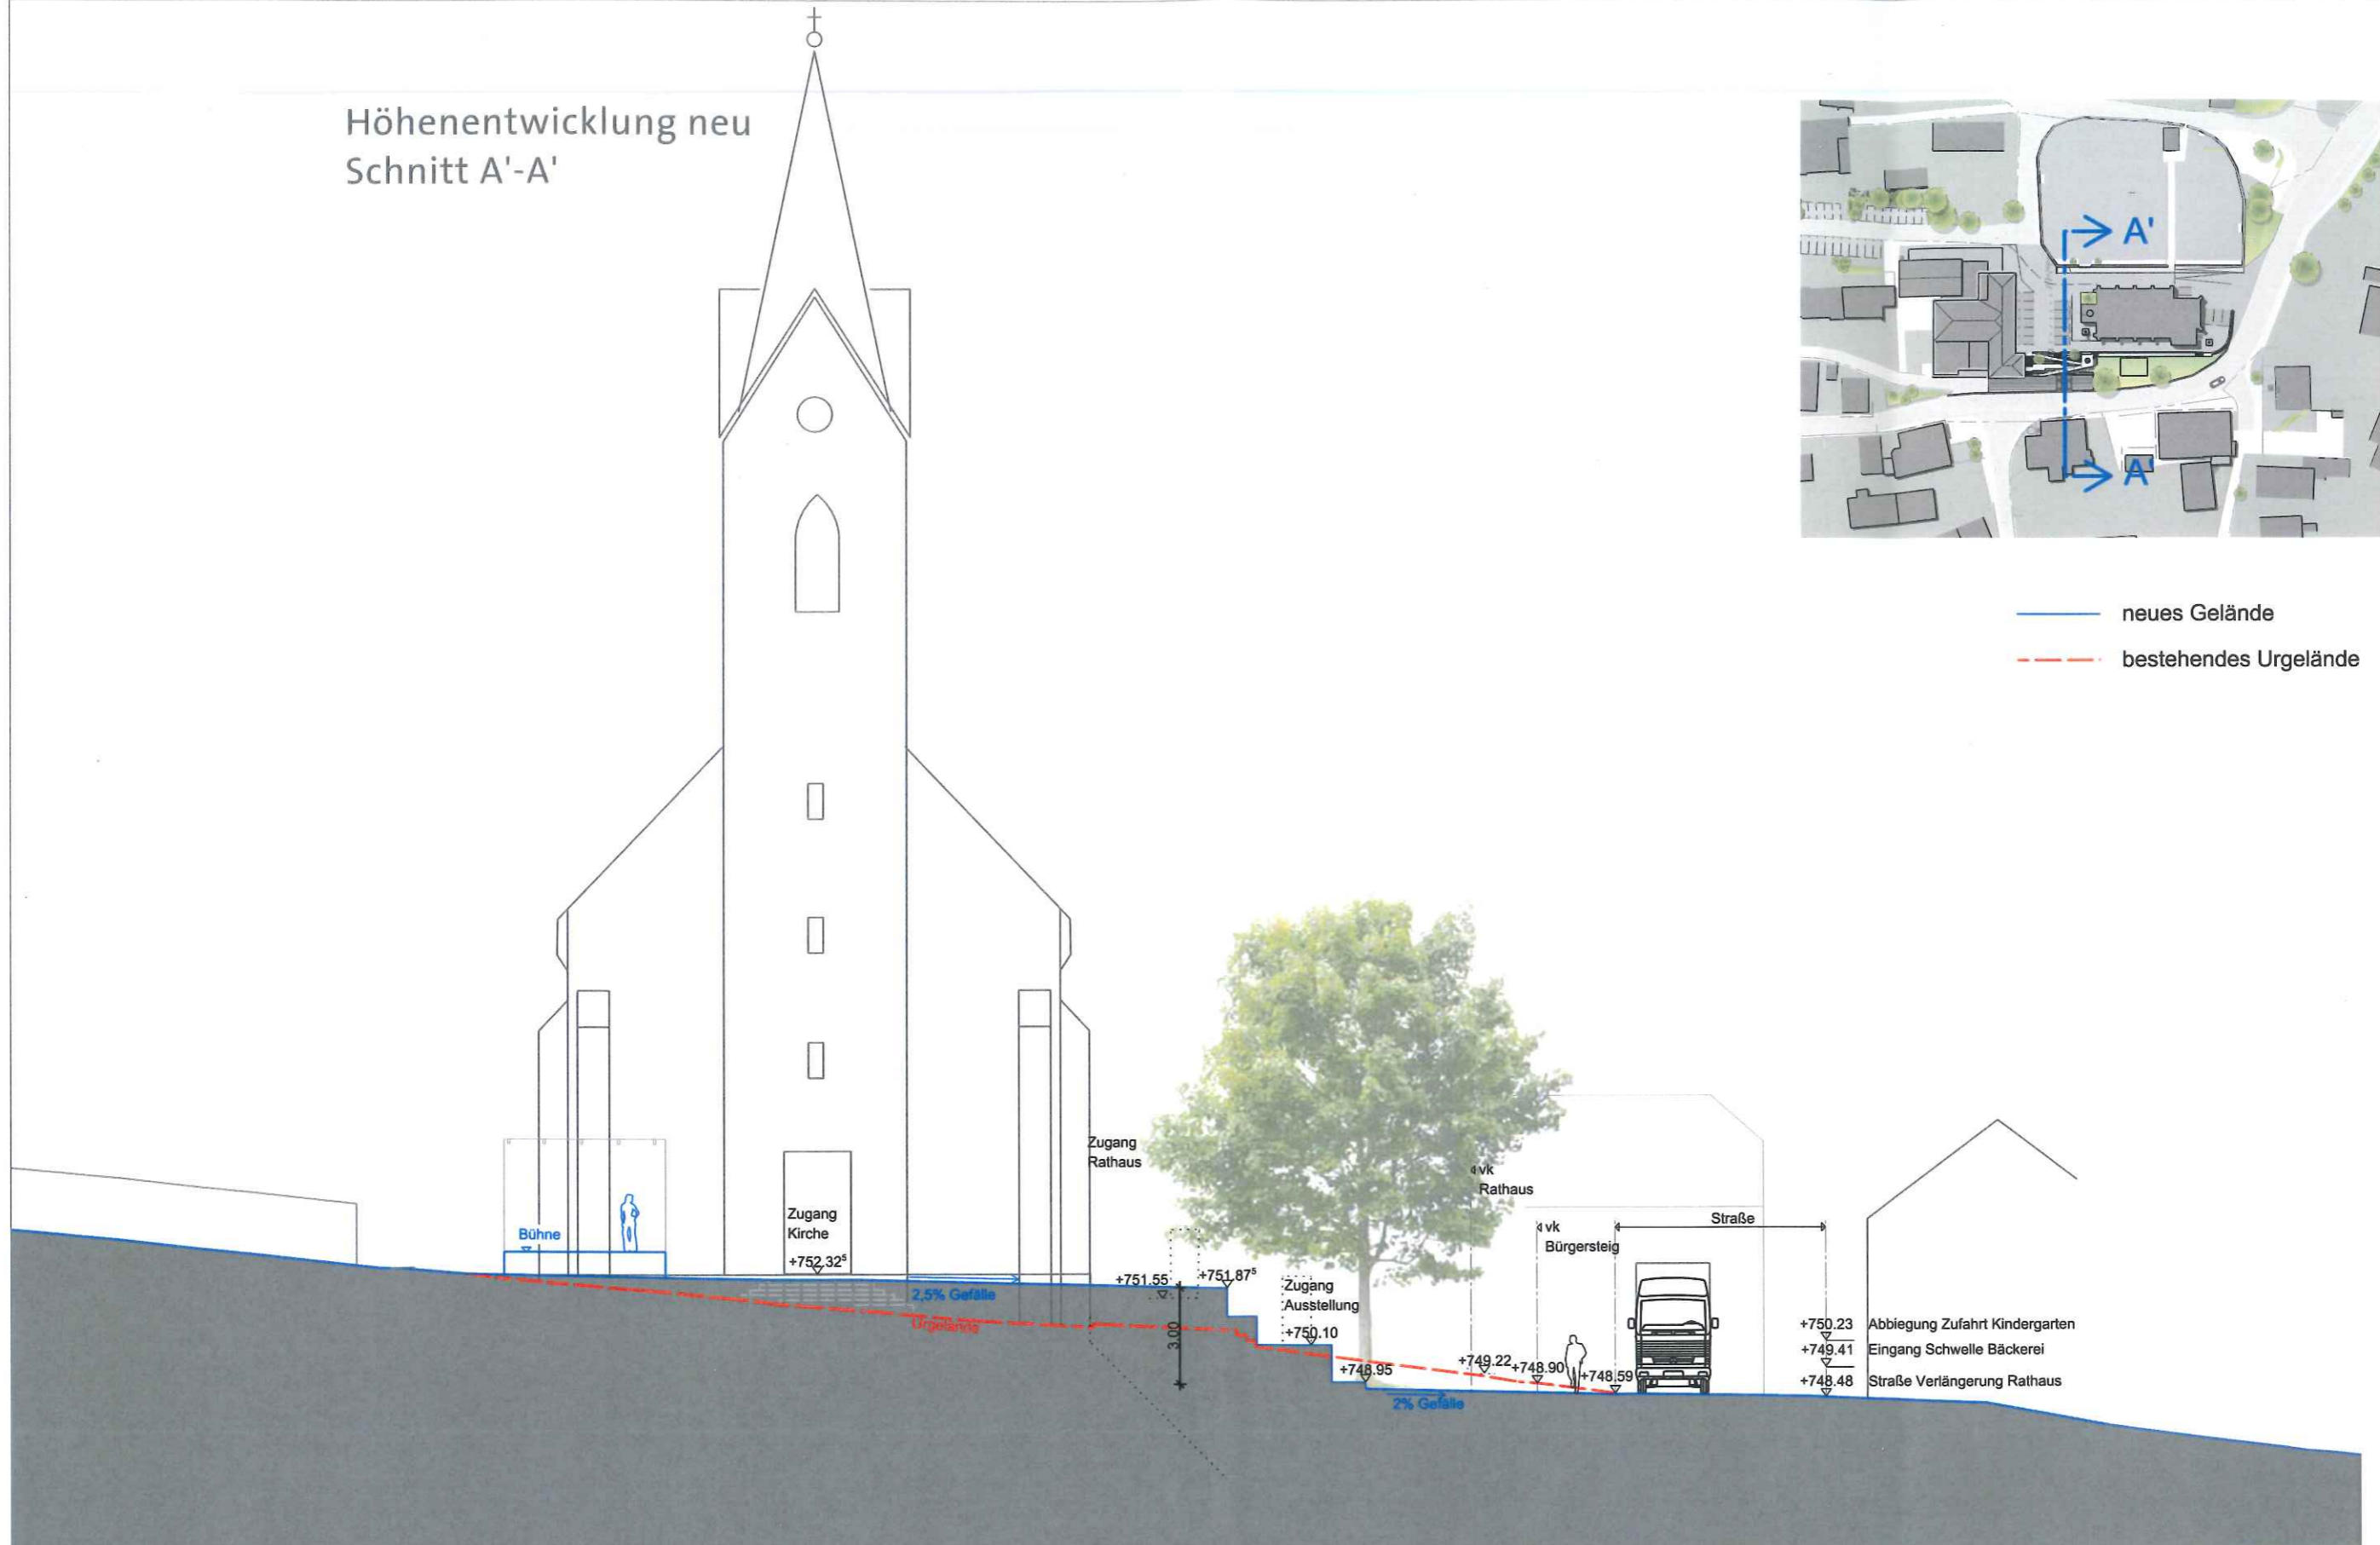 Höhenentwicklung neu
Schnitt A'-A'
A'
A'
neues Gelände
bestehendes Urgelände
Zugang
Rathaus
vk
Rathaus
Zugang
Kirche
+752.32⁵
Bühne
vk
Bürgersteig
Straße
+751.55
+751.87⁵
2,5% Gefälle
Urgelände
3.00
Zugang
Ausstellung
+750.10
+748.95
+749.22
+748.90
+748.59
2% Gefälle
+750.23 Abbiegung Zufahrt Kindergarten
+749.41 Eingang Schwelle Bäckerei
+748.48 Straße Verlängerung Rathaus